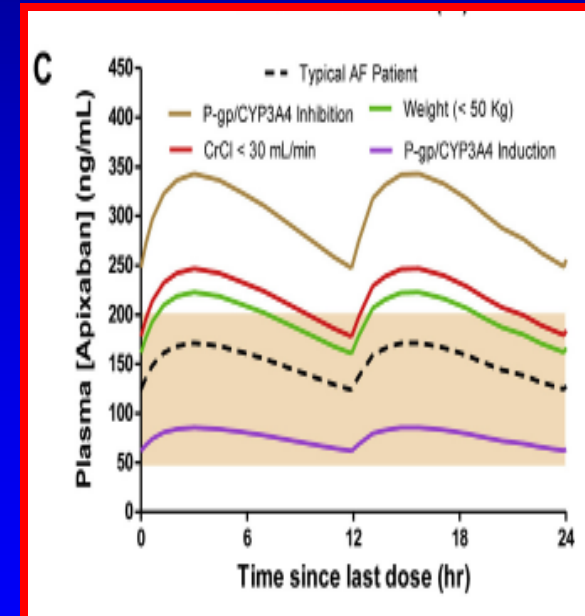 C
Plasma [Apixaban] (ng/mL)
450
400
350
300
250
200
150
100
50
0
Typical AF Patient
P-gp/CYP3A4 Inhibition
Weight (< 50 Kg)
CrCl < 30 mL/min
P-gp/CYP3A4 Induction
0 6 12 18 24
Time since last dose (hr)